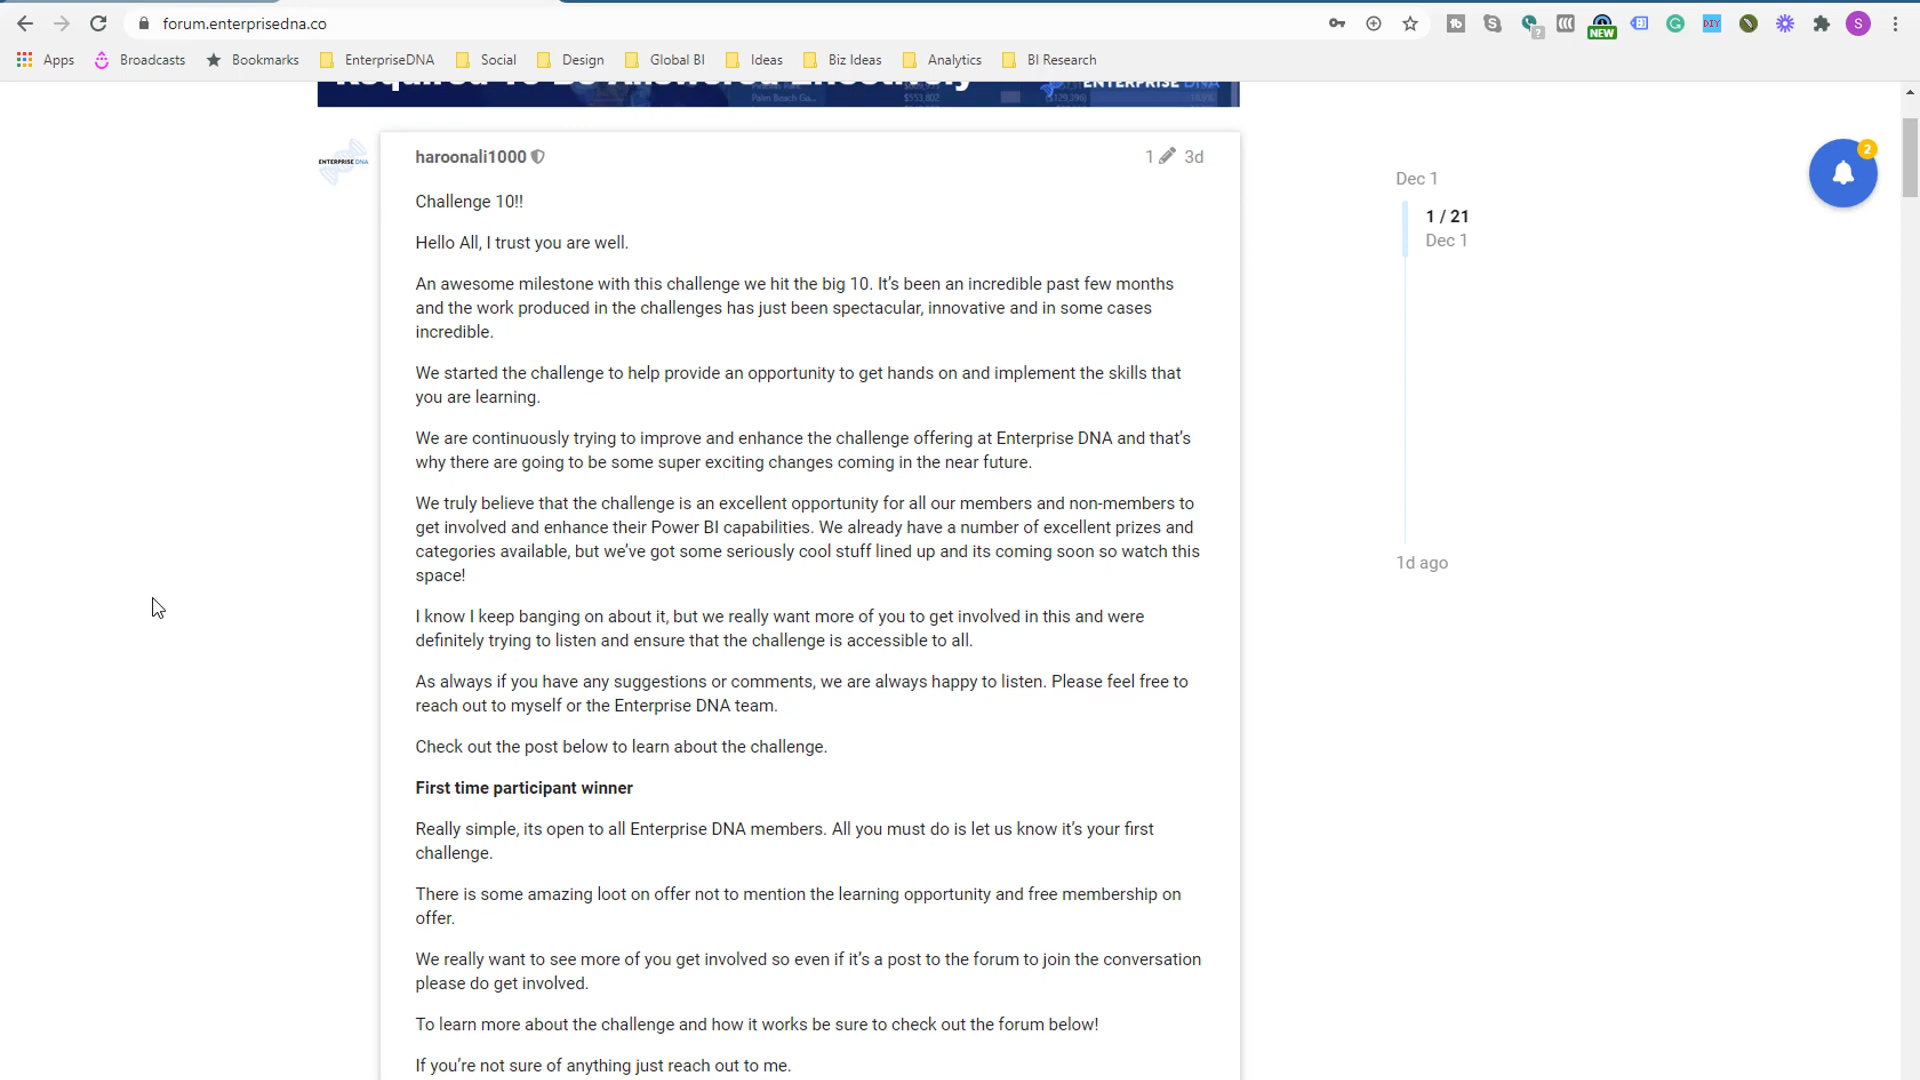 forum.enterprisedna.co
NEW
DIY
S
Apps Broadcasts Bookmarks EnterpriseDNA Social Design Global BI Ideas Biz Ideas Analytics BI Research
Required To Be Answered Effectively
Palm Beach Ga...
$553,802
ENTERPRISE DNA
ENTERPRISE DNA
haroonali1000
1 3d
Challenge 10!!
Hello All, I trust you are well.
An awesome milestone with this challenge we hit the big 10. It’s been an incredible past few months
and the work produced in the challenges has just been spectacular, innovative and in some cases
incredible.
We started the challenge to help provide an opportunity to get hands on and implement the skills that
you are learning.
We are continuously trying to improve and enhance the challenge offering at Enterprise DNA and that’s
why there are going to be some super exciting changes coming in the near future.
We truly believe that the challenge is an excellent opportunity for all our members and non-members to
get involved and enhance their Power BI capabilities. We already have a number of excellent prizes and
categories available, but we’ve got some seriously cool stuff lined up and its coming soon so watch this
space!
I know I keep banging on about it, but we really want more of you to get involved in this and were
definitely trying to listen and ensure that the challenge is accessible to all.
As always if you have any suggestions or comments, we are always happy to listen. Please feel free to
reach out to myself or the Enterprise DNA team.
Check out the post below to learn about the challenge.
First time participant winner
Really simple, its open to all Enterprise DNA members. All you must do is let us know it’s your first
challenge.
There is some amazing loot on offer not to mention the learning opportunity and free membership on
offer.
We really want to see more of you get involved so even if it’s a post to the forum to join the conversation
please do get involved.
To learn more about the challenge and how it works be sure to check out the forum below!
If you’re not sure of anything just reach out to me.
Dec 1
1 / 21
Dec 1
1d ago
2